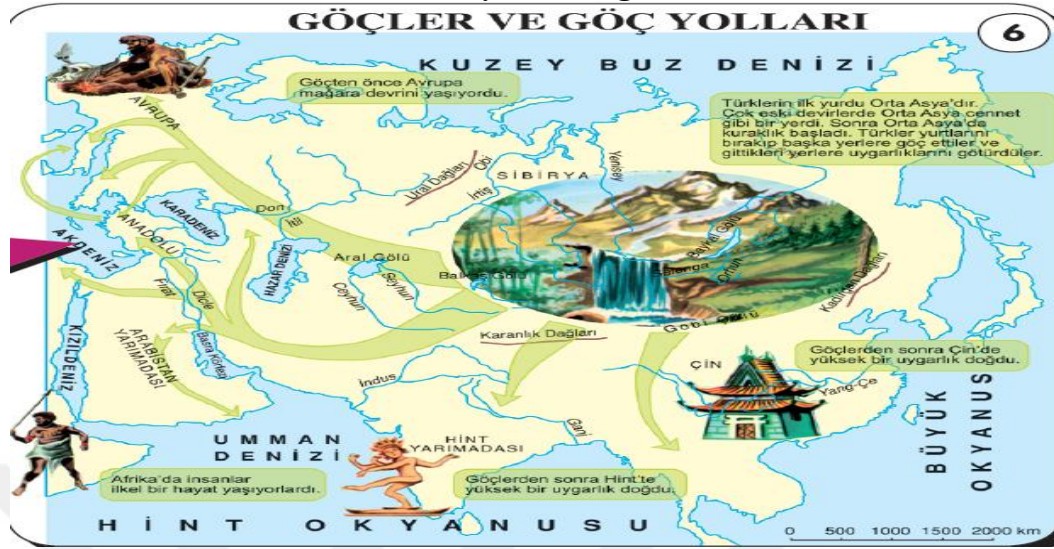 GÖÇLER VE GÖÇ YOLLARI
6
KUZEY BUZ DENİZİ
Göçten önce Avrupa
mağara devrini yaşıyordu.
Türklerin ilk yurdu Orta Asya'dır.
Çok eski devirlerde Orta Asya cennet
gibi bir yerdi. Sonra Orta Asya'da
kuraklık başladı. Türkler yurtlarını
bırakıp başka yerlere göç ettiler ve
gittikleri yerlere uygarlıklarını götürdüler.
AVRUPA
Ural Dağları
Obi
İrtiş
SİBİRYA
Yenisey
Don
İtil
KARADENİZ
ANADOLU
AKDENİZ
HAZAR DENİZİ
Aral Gölü
Seyhun
Ceyhun
Balkaş Gölü
Baykal Gölü
Selenga
Orhun
Kadırgan Dağları
Karanlık Dağları
Gobi Çölü
Fırat
Dicle
Basra Körfezi
KIZILDENİZ
ARABİSTAN
YARIMADASI
İndus
Ganj
ÇİN
Yang-Çe
Göçlerden sonra Çin'de
yüksek bir uygarlık doğdu.
BÜYÜK
OKYANUS
UMMAN
DENİZİ
HİNT
YARIMADASI
Afrika'da insanlar
ilkel bir hayat yaşıyorlardı.
Göçlerden sonra Hint'te
yüksek bir uygarlık doğdu.
HİNT OKYANUSU
0 500 1000 1500 2000 km